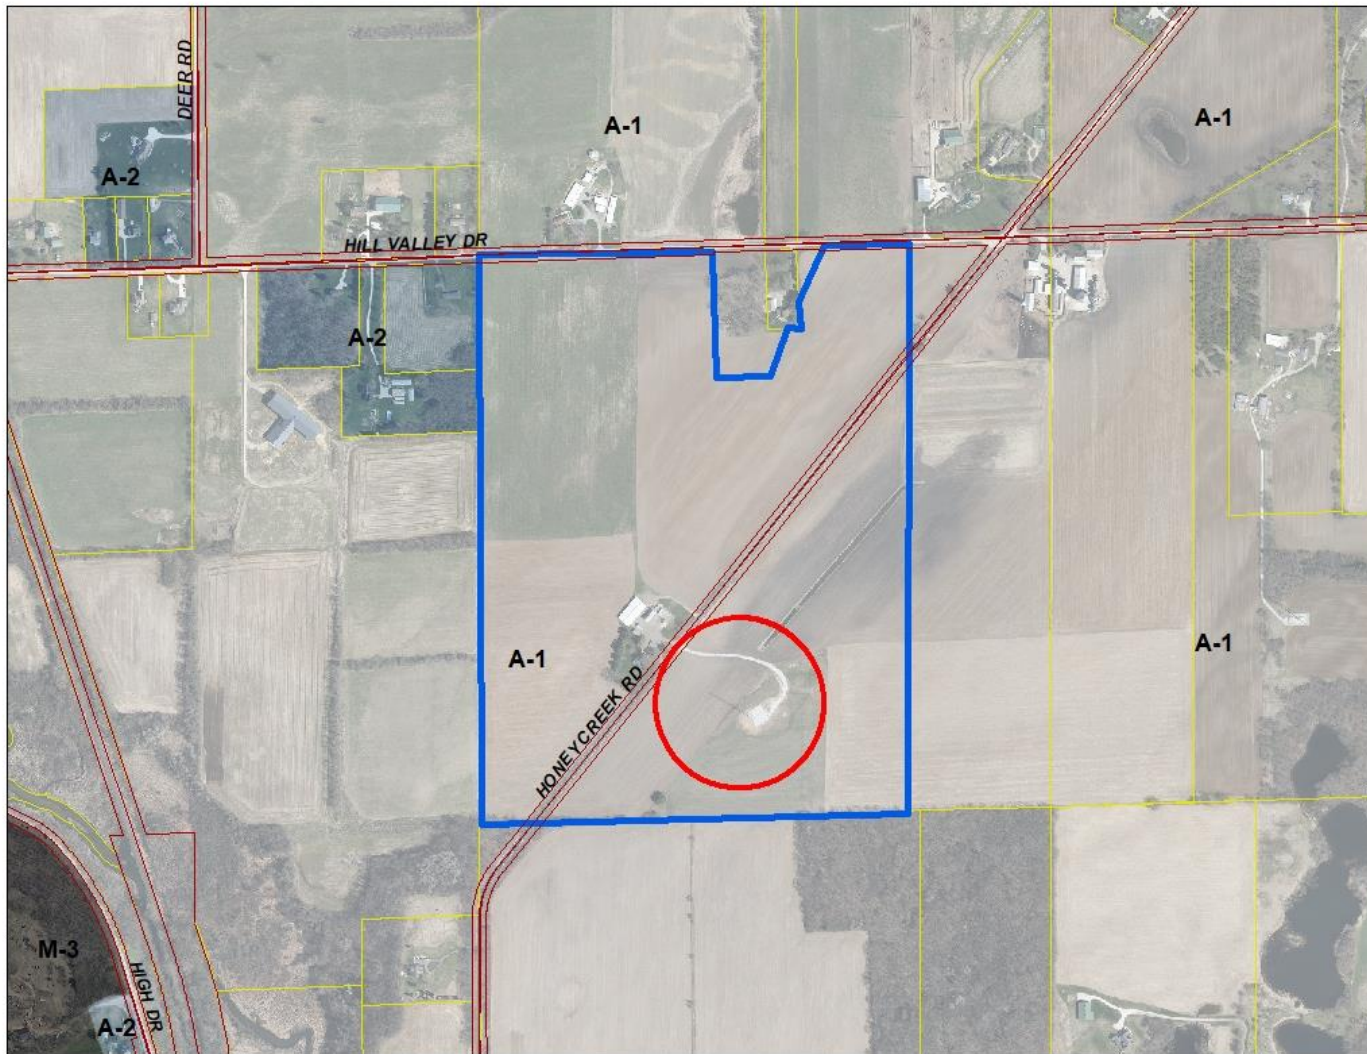 DEER RD
A-1
A-1
A-2
HILL VALLEY DR
A-2
A-1
A-1
HONEYCREEK RD
M-3
HIGH DR
A-2